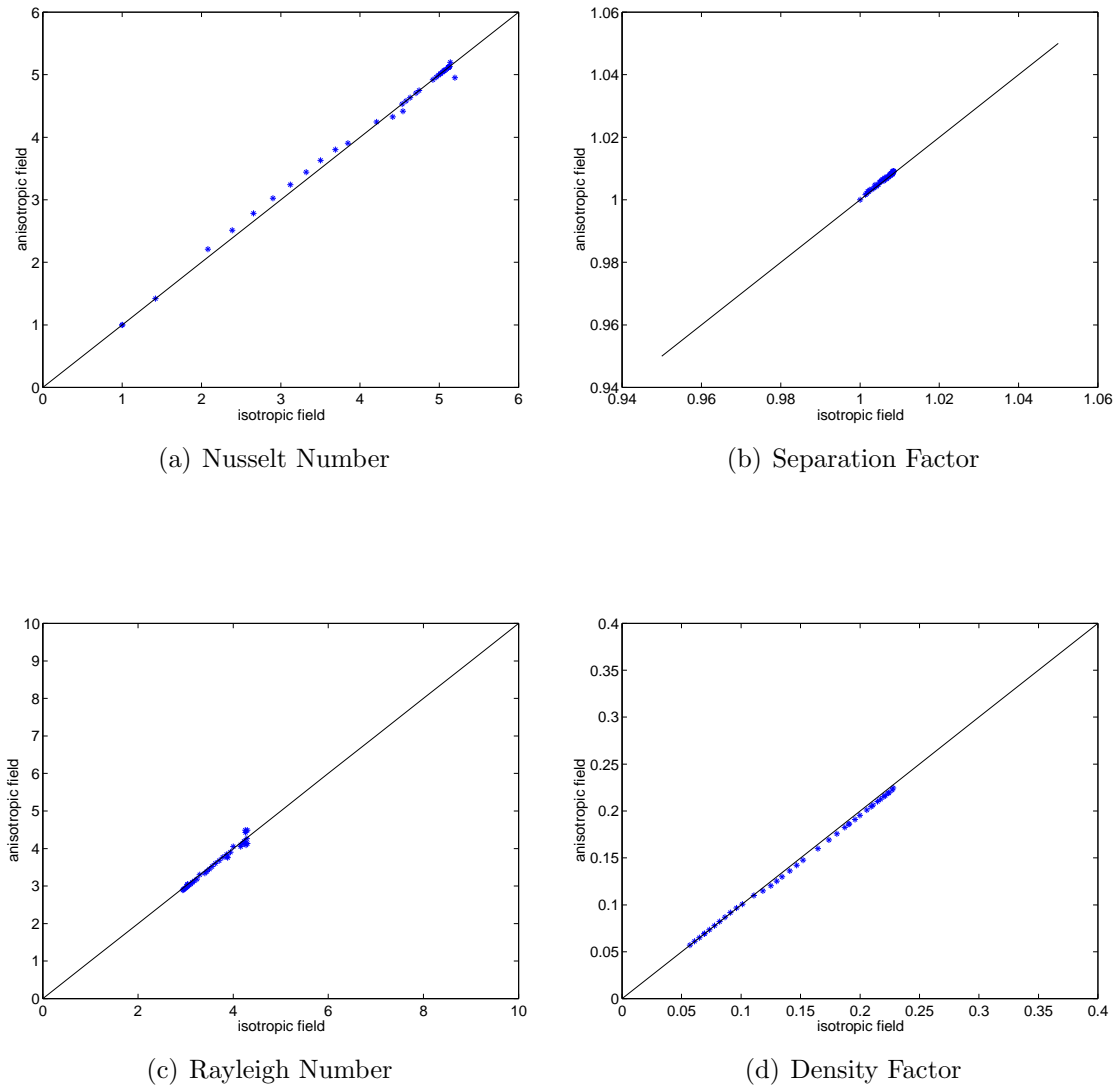 6
5
4
3
2
1
0
0 1 2 3 4 5 6
anisotropic field
isotropic field
(a) Nusselt Number
1.06
1.04
1.02
1
0.98
0.96
0.94
0.94 0.96 0.98 1 1.02 1.04 1.06
anisotropic field
isotropic field
(b) Separation Factor
10
9
8
7
6
5
4
3
2
1
0
0 2 4 6 8 10
anisotropic field
isotropic field
(c) Rayleigh Number
0.4
0.35
0.3
0.25
0.2
0.15
0.1
0.05
0
0 0.05 0.1 0.15 0.2 0.25 0.3 0.35 0.4
anisotropic field
isotropic field
(d) Density Factor